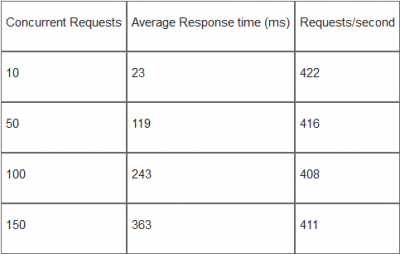 Concurrent Requests Average Response time (ms) Requests/second
10 23 422
50 119 416
100 243 408
150 363 411